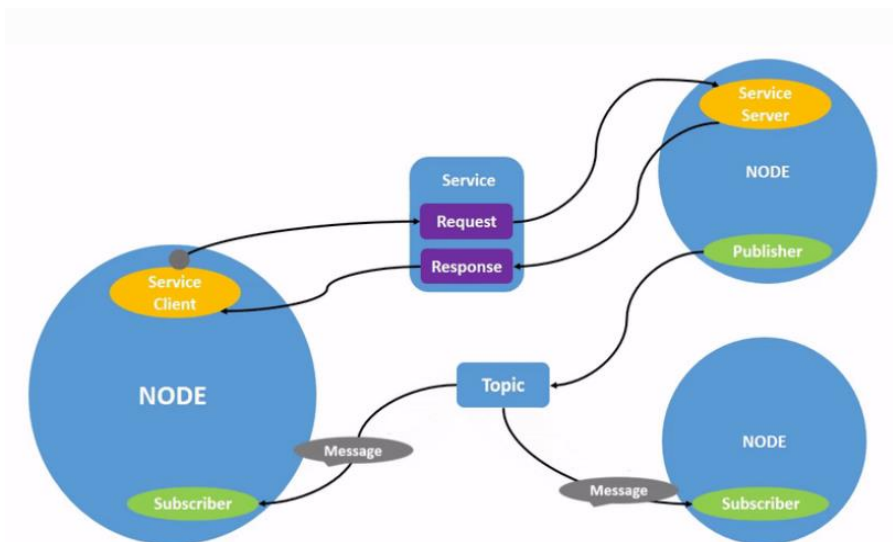 Service
Server
NODE
Publisher
Service
Request
Response
Service
Client
NODE
Subscriber
Topic
Message
Message
NODE
Subscriber